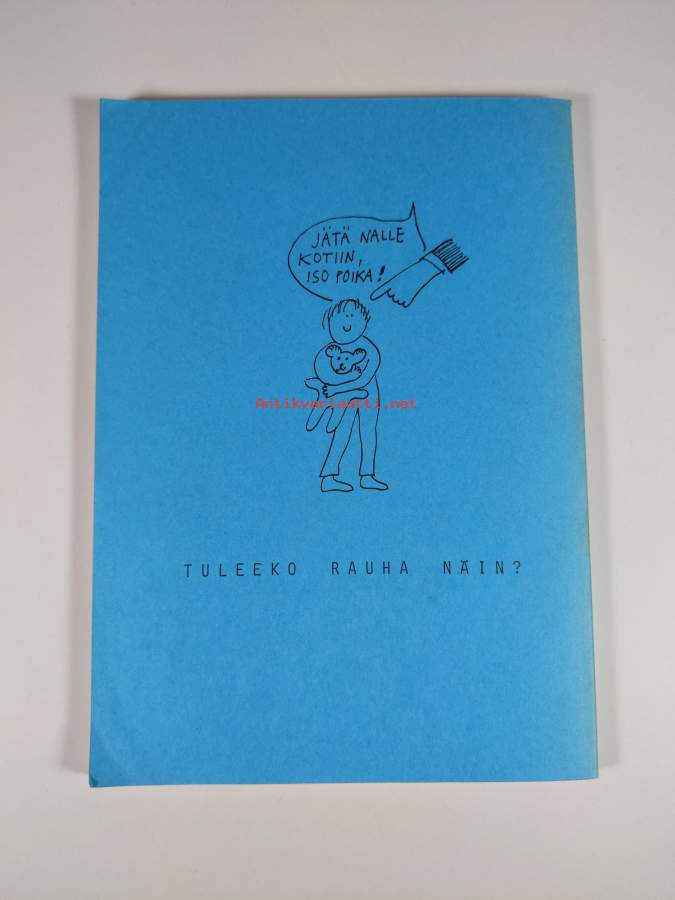 JÄTÄ NALLE
KOTIIN,
ISO POIKA!
Antikvariaatti.net
TULEEKO RAUHA NÄIN?